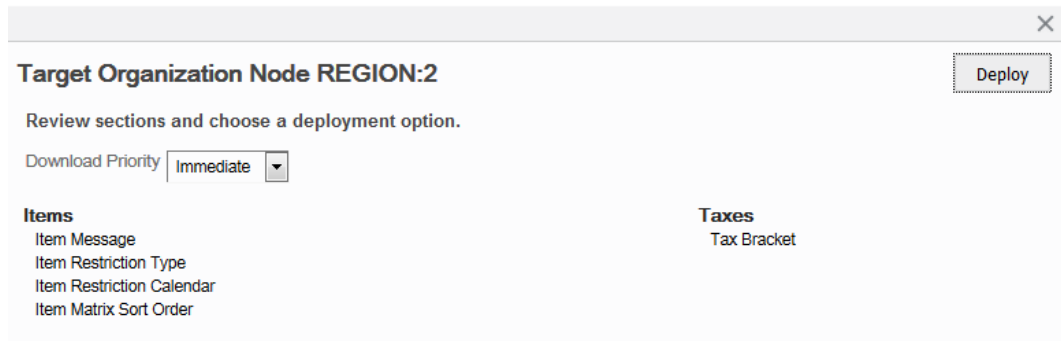 Target Organization Node REGION:2
Deploy
Review sections and choose a deployment option.
Download Priority Immediate
Items
Item Message
Item Restriction Type
Item Restriction Calendar
Item Matrix Sort Order
Taxes
Tax Bracket